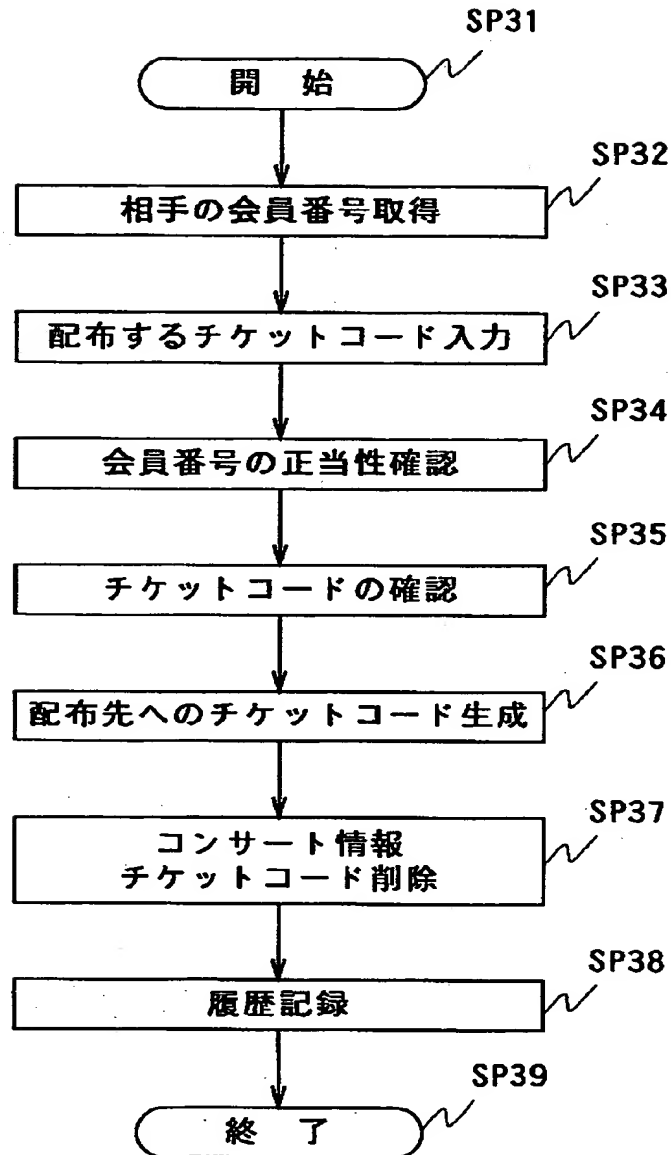 SP31
開 始
SP32
相手の会員番号取得
SP33
配布するチケットコード入力
SP34
会員番号の正当性確認
SP35
チケットコードの確認
SP36
配布先へのチケットコード生成
SP37
コンサート情報
チケットコード削除
SP38
履歴記録
SP39
終 了